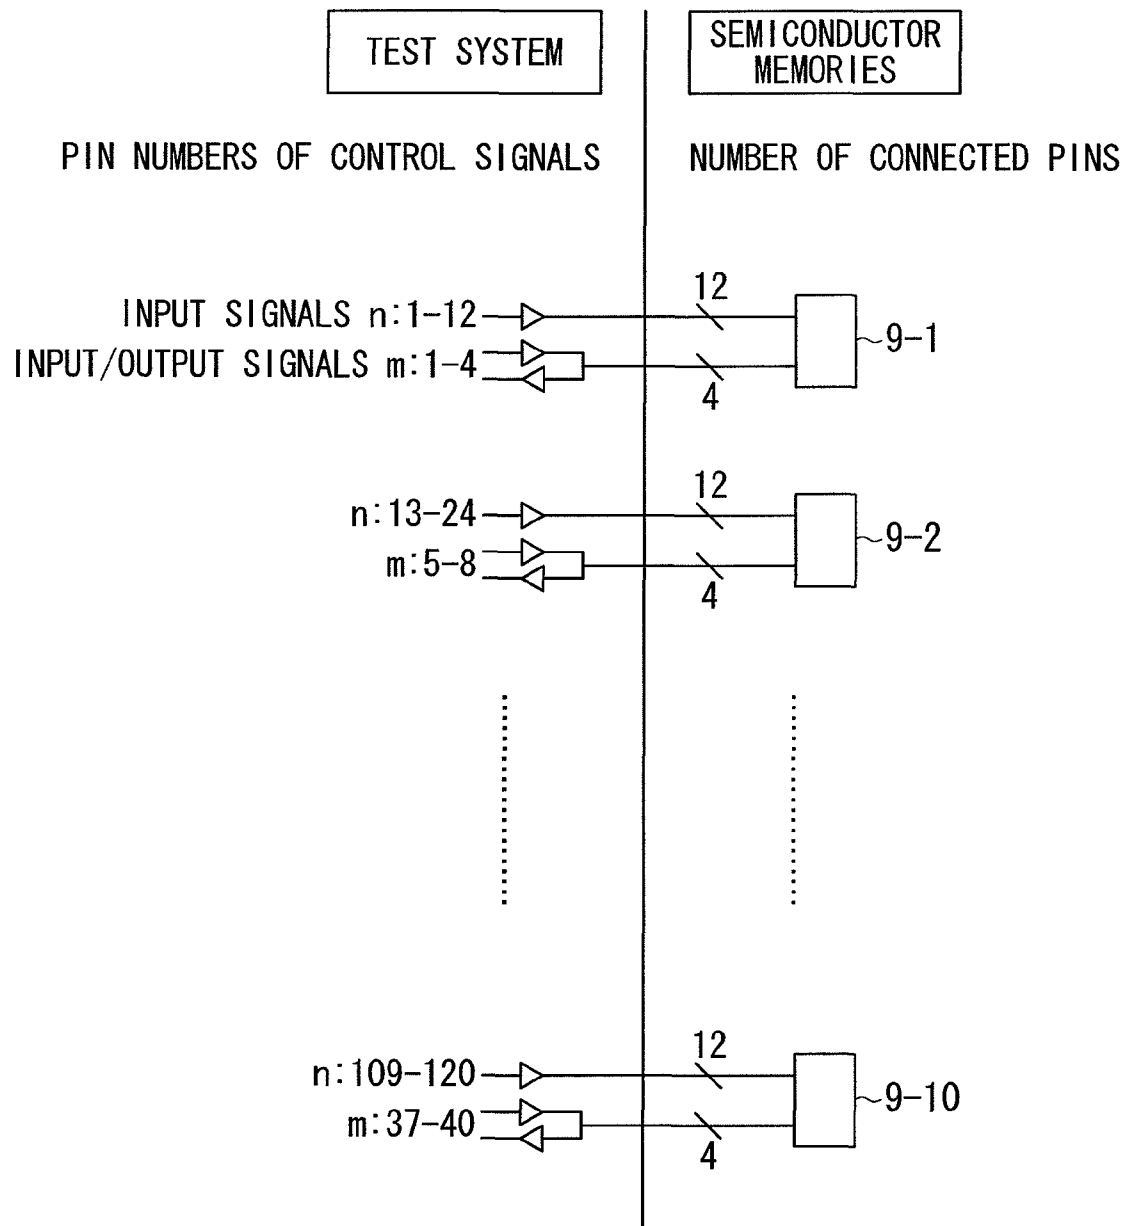 TEST SYSTEM
SEMICONDUCTOR
MEMORIES
PIN NUMBERS OF CONTROL SIGNALS
NUMBER OF CONNECTED PINS
INPUT SIGNALS n:1-12
12
INPUT/OUTPUT SIGNALS m:1-4
4
9-1
n:13-24
12
m:5-8
4
9-2
n:109-120
12
m:37-40
4
9-10